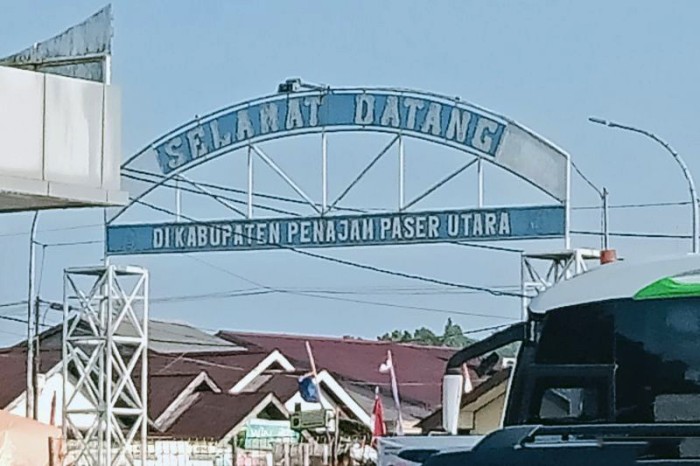 SELAMAT DATANG
DI KABUPATEN PENAJAM PASER UTARA